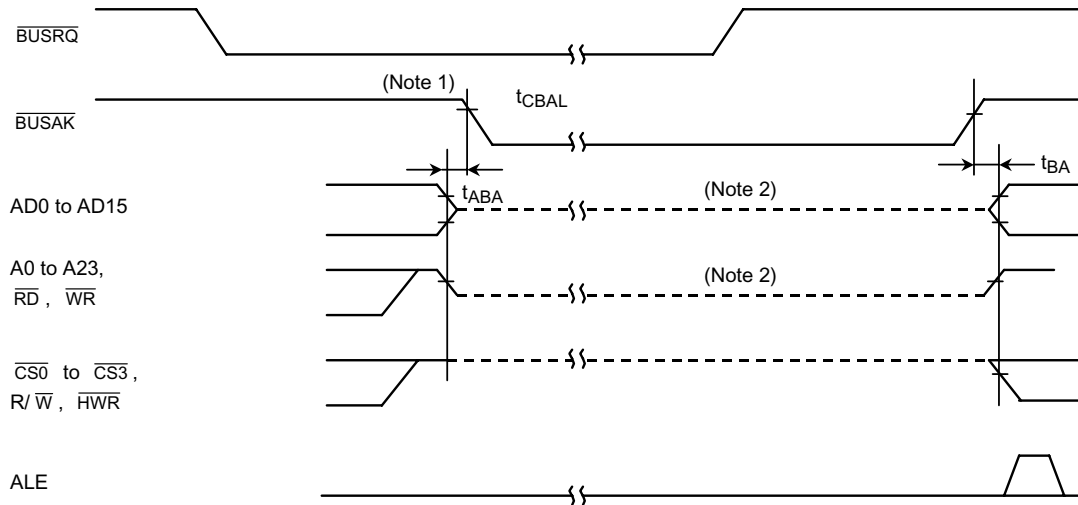 BUSRQ
(Note 1)
tCBAL
BUSAK
tBA
tABA
(Note 2)
AD0 to AD15
A0 to A23,
RD , WR
(Note 2)
CS0 to CS3 ,
R/ W , HWR
ALE